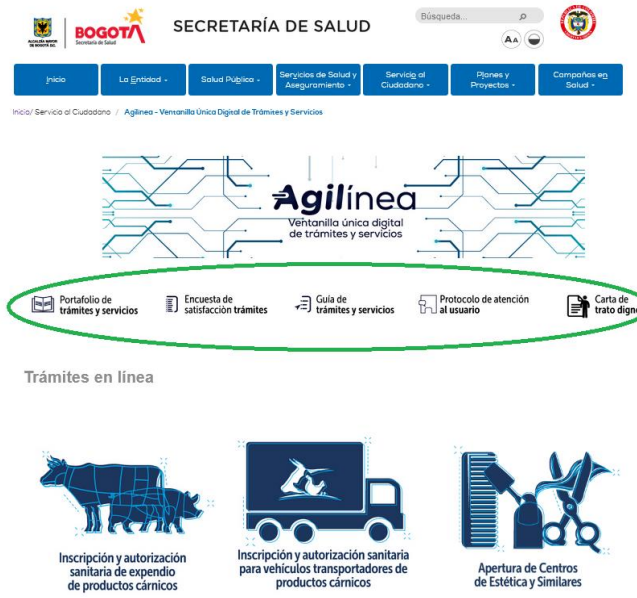 ALCALDÍA MAYOR
DE BOGOTÁ D.C.
BOGOTÁ
Secretaría de Salud
SECRETARÍA DE SALUD
Búsqueda...
AA
Inicio
La Entidad
Salud Pública
Servicios de Salud y
Aseguramiento
Servicio al
Ciudadano
Planes y
Proyectos
Campañas en
Salud
Inicio/ Servicio al Ciudadano / Agilinea - Ventanilla Única Digital de Trámites y Servicios
Agilínea
Ventanilla única digital
de trámites y servicios
Portafolio de
trámites y servicios
Encuesta de
satisfacción trámites
Guía de
trámites y servicios
Protocolo de atención
al usuario
Carta de
trato digno
Trámites en línea
Inscripción y autorización
sanitaria de expendio
de productos cárnicos
Inscripción y autorización sanitaria
para vehículos transportadores de
productos cárnicos
Apertura de Centros
de Estética y Similares